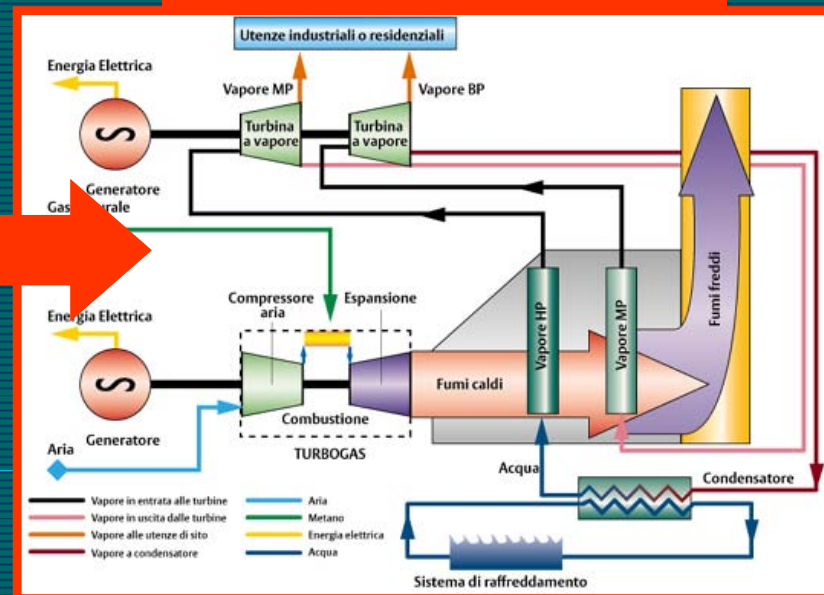 Utenze industriali o residenziali
Energia Elettrica
Vapore MP
Vapore BP
Turbina
a vapore
Turbina
a vapore
Generatore
Gas
Compressore
aria
Espansione
Energia Elettrica
Vapore HP
Vapore MP
Fumi freddi
Fumi caldi
Combustione
Generatore
TURBOGAS
Aria
Acqua
Condensatore
Vapore in entrata alle turbine
Vapore in uscita dalle turbine
Vapore alle utenze di sito
Vapore a condensatore
Aria
Metano
Energia elettrica
Acqua
Sistema di raffreddamento